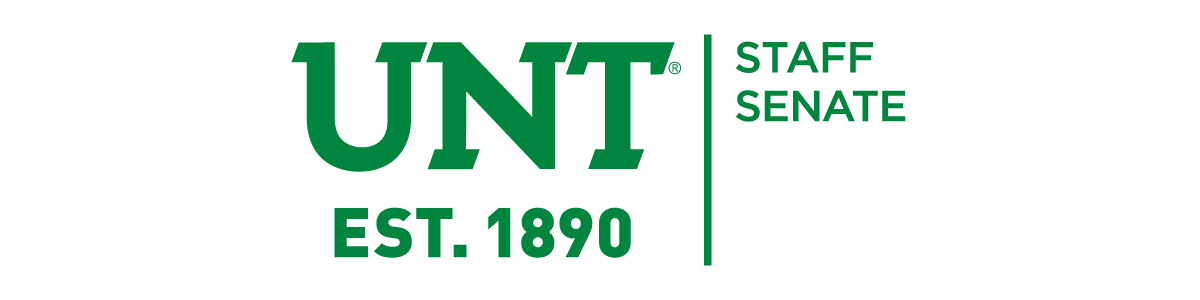 UNT®
EST. 1890
STAFF
SENATE